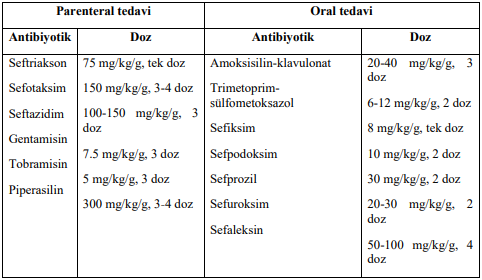 Parenteral tedavi
Oral tedavi
Antibiyotik
Doz
Antibiyotik
Doz
Seftriakson
Sefotaksim
Seftazidim
Gentamisin
Tobramisin
Piperasilin
75 mg/kg/g, tek doz
150 mg/kg/g, 3-4 doz
100-150 mg/kg/g, 3
doz
7.5 mg/kg/g, 3 doz
5 mg/kg/g, 3 doz
300 mg/kg/g, 3-4 doz
Amoksisilin-klavulonat
Trimetoprim-
sülfometoksazol
Sefiksim
Sefpodoksim
Sefprozil
Sefuroksim
Sefaleksin
20-40 mg/kg/g, 3
doz
6-12 mg/kg/g, 2 doz
8 mg/kg/g, tek doz
10 mg/kg/g, 2 doz
30 mg/kg/g, 2 doz
20-30 mg/kg/g, 2
doz
50-100 mg/kg/g, 4
doz